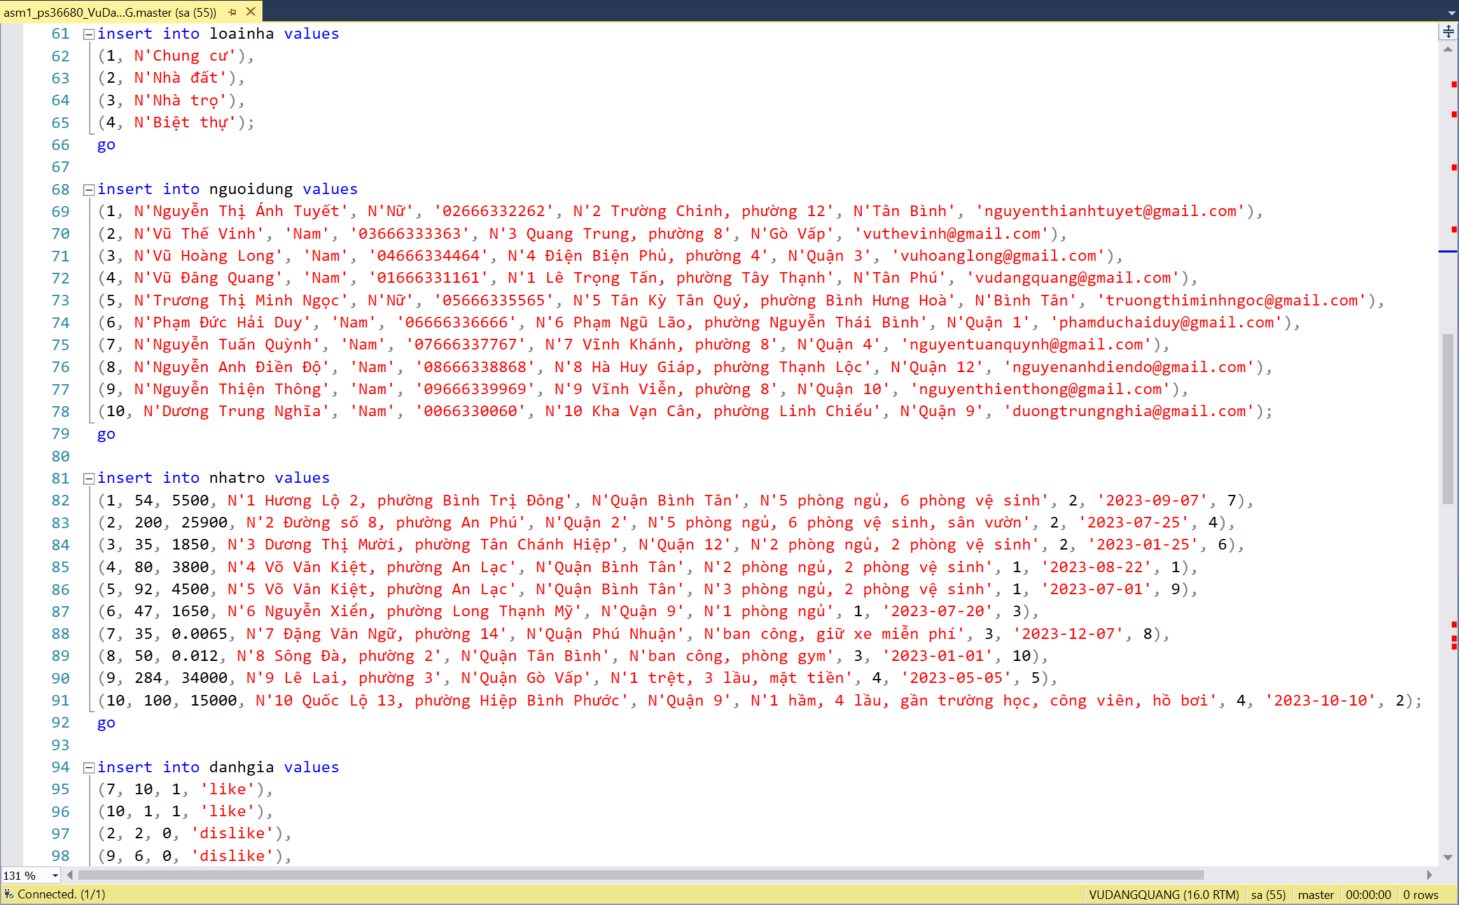 asm1_ps36680_VuDa...G.master (sa (55))
61 insert into loainha values
62 (1, N'Chung cư'),
63 (2, N'Nhà đất'),
64 (3, N'Nhà trọ'),
65 (4, N'Biệt thự');
66 go
67
68 insert into nguoidung values
69 (1, N'Nguyễn Thị Ánh Tuyết', N'Nữ', '02666332262', N'2 Trường Chinh, phường 12', N'Tân Bình', 'nguyenthianhtuyet@gmail.com'),
70 (2, N'Vũ Thế Vinh', 'Nam', '03666333363', N'3 Quang Trung, phường 8', N'Gò Vấp', 'vuthevinh@gmail.com'),
71 (3, N'Vũ Hoàng Long', 'Nam', '04666334464', N'4 Điện Biện Phủ, phường 4', N'Quận 3', 'vuhoanglong@gmail.com'),
72 (4, N'Vũ Đăng Quang', 'Nam', '01666331161', N'1 Lê Trọng Tấn, phường Tây Thạnh', N'Tân Phú', 'vudangquang@gmail.com'),
73 (5, N'Trương Thị Minh Ngọc', N'Nữ', '05666335565', N'5 Tân Kỳ Tân Quý, phường Bình Hưng Hoà', N'Bình Tân', 'truongthiminhngoc@gmail.com'),
74 (6, N'Phạm Đức Hải Duy', 'Nam', '06666336666', N'6 Phạm Ngũ Lão, phường Nguyễn Thái Bình', N'Quận 1', 'phamduchaiduy@gmail.com'),
75 (7, N'Nguyễn Tuấn Quỳnh', 'Nam', '07666337767', N'7 Vĩnh Khánh, phường 8', N'Quận 4', 'nguyentuanquynh@gmail.com'),
76 (8, N'Nguyễn Anh Điền Độ', 'Nam', '08666338868', N'8 Hà Huy Giáp, phường Thạnh Lộc', N'Quận 12', 'nguyenanhdiendo@gmail.com'),
77 (9, N'Nguyễn Thiện Thông', 'Nam', '09666339969', N'9 Vĩnh Viễn, phường 8', N'Quận 10', 'nguyenthienthong@gmail.com'),
78 (10, N'Dương Trung Nghĩa', 'Nam', '0066330060', N'10 Kha Vạn Cân, phường Linh Chiểu', N'Quận 9', 'duongtrungnghia@gmail.com');
79 go
80
81 insert into nhatro values
82 (1, 54, 5500, N'1 Hương Lộ 2, phường Bình Trị Đông', N'Quận Bình Tân', N'5 phòng ngủ, 6 phòng vệ sinh', 2, '2023-09-07', 7),
83 (2, 200, 25900, N'2 Đường số 8, phường An Phú', N'Quận 2', N'5 phòng ngủ, 6 phòng vệ sinh, sân vườn', 2, '2023-07-25', 4),
84 (3, 35, 1850, N'3 Dương Thị Mười, phường Tân Chánh Hiệp', N'Quận 12', N'2 phòng ngủ, 2 phòng vệ sinh', 2, '2023-01-25', 6),
85 (4, 80, 3800, N'4 Võ Văn Kiệt, phường An Lạc', N'Quận Bình Tân', N'2 phòng ngủ, 2 phòng vệ sinh', 1, '2023-08-22', 1),
86 (5, 92, 4500, N'5 Võ Văn Kiệt, phường An Lạc', N'Quận Bình Tân', N'3 phòng ngủ, 2 phòng vệ sinh', 1, '2023-07-01', 9),
87 (6, 47, 1650, N'6 Nguyễn Xiển, phường Long Thạnh Mỹ', N'Quận 9', N'1 phòng ngủ', 1, '2023-07-20', 3),
88 (7, 35, 0.0065, N'7 Đặng Văn Ngữ, phường 14', N'Quận Phú Nhuận', N'ban công, giữ xe miễn phí', 3, '2023-12-07', 8),
89 (8, 50, 0.012, N'8 Sông Đà, phường 2', N'Quận Tân Bình', N'ban công, phòng gym', 3, '2023-01-01', 10),
90 (9, 284, 34000, N'9 Lê Lai, phường 3', N'Quận Gò Vấp', N'1 trệt, 3 lầu, mặt tiền', 4, '2023-05-05', 5),
91 (10, 100, 15000, N'10 Quốc Lộ 13, phường Hiệp Bình Phước', N'Quận 9', N'1 hầm, 4 lầu, gần trường học, công viên, hồ bơi', 4, '2023-10-10', 2);
92 go
93
94 insert into danhgia values
95 (7, 10, 1, 'like'),
96 (10, 1, 1, 'like'),
97 (2, 2, 0, 'dislike'),
98 (9, 6, 0, 'dislike'),
131 %
Connected. (1/1) VUDANGQUANG (16.0 RTM) sa (55) master 00:00:00 0 rows